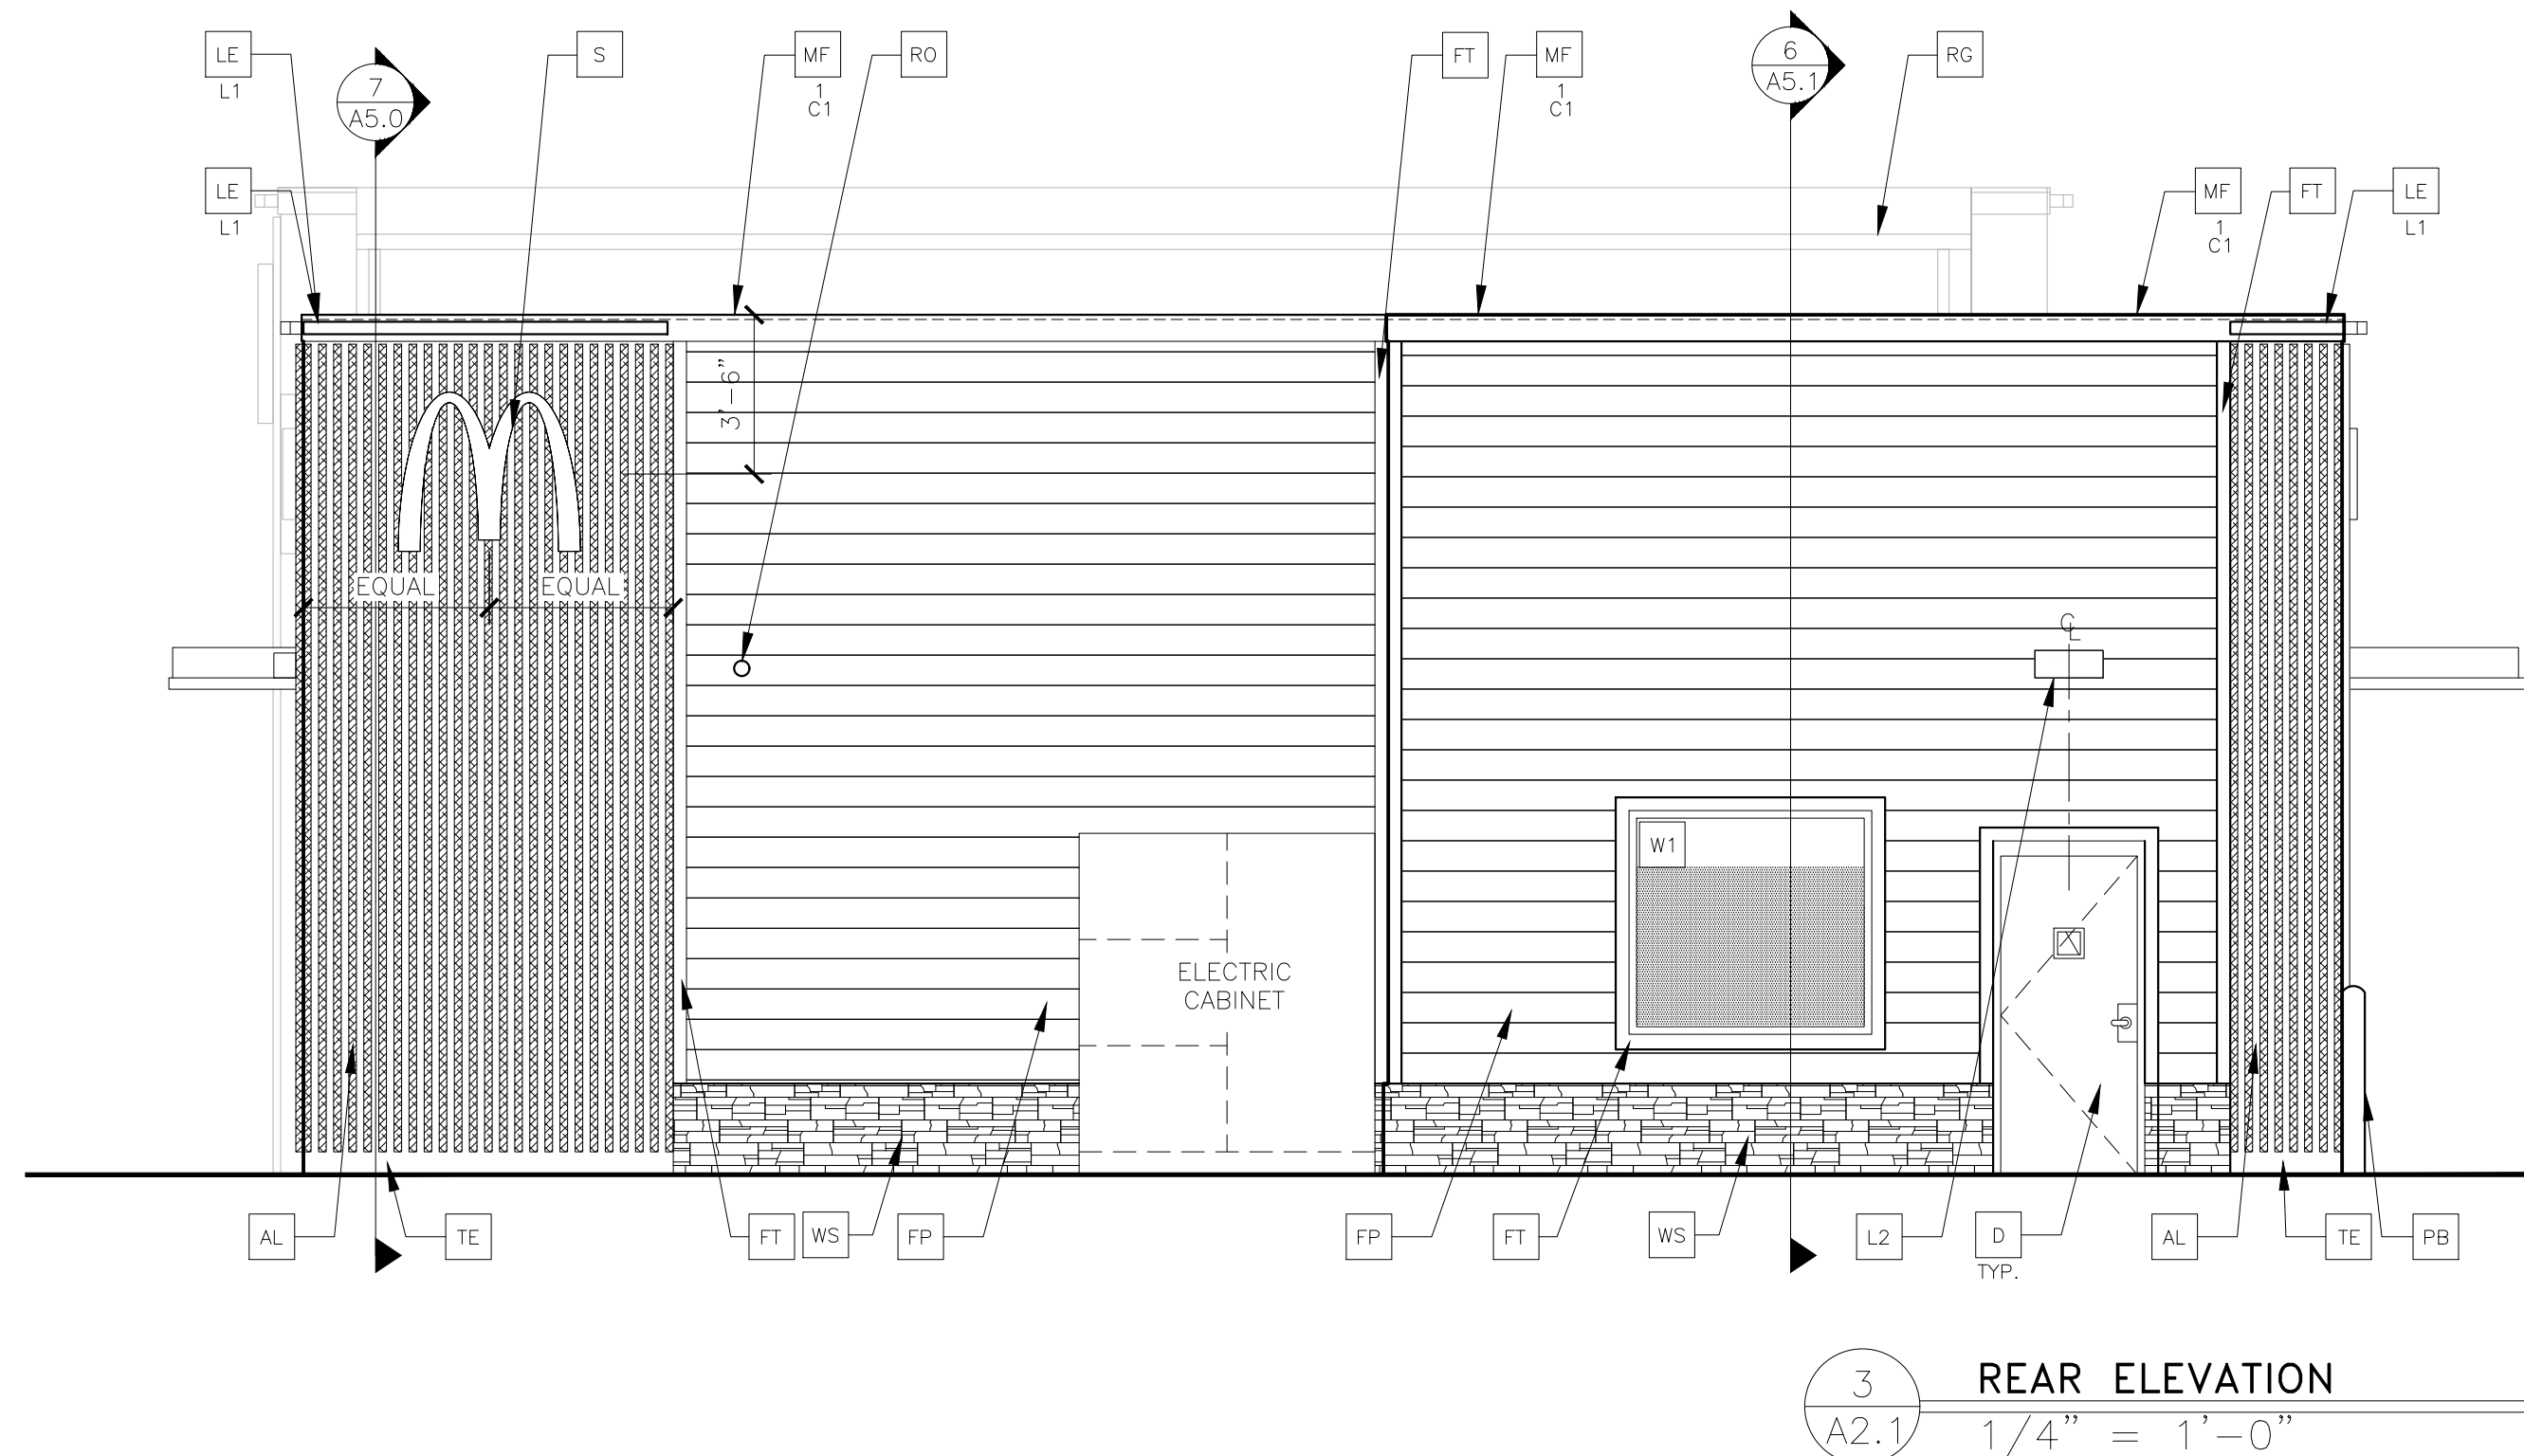 LE
L1
7
A5.0
S
MF
1
C1
RO
FT
MF
1
C1
6
A5.1
RG
LE
L1
MF
1
C1
FT
LE
L1
3'-6"
EQUAL
EQUAL
CL
W1
ELECTRIC
CABINET
AL
TE
FT
WS
FP
FP
FT
WS
L2
D
TYP.
AL
TE
PB
3
A2.1
REAR ELEVATION
1/4" = 1'-0"